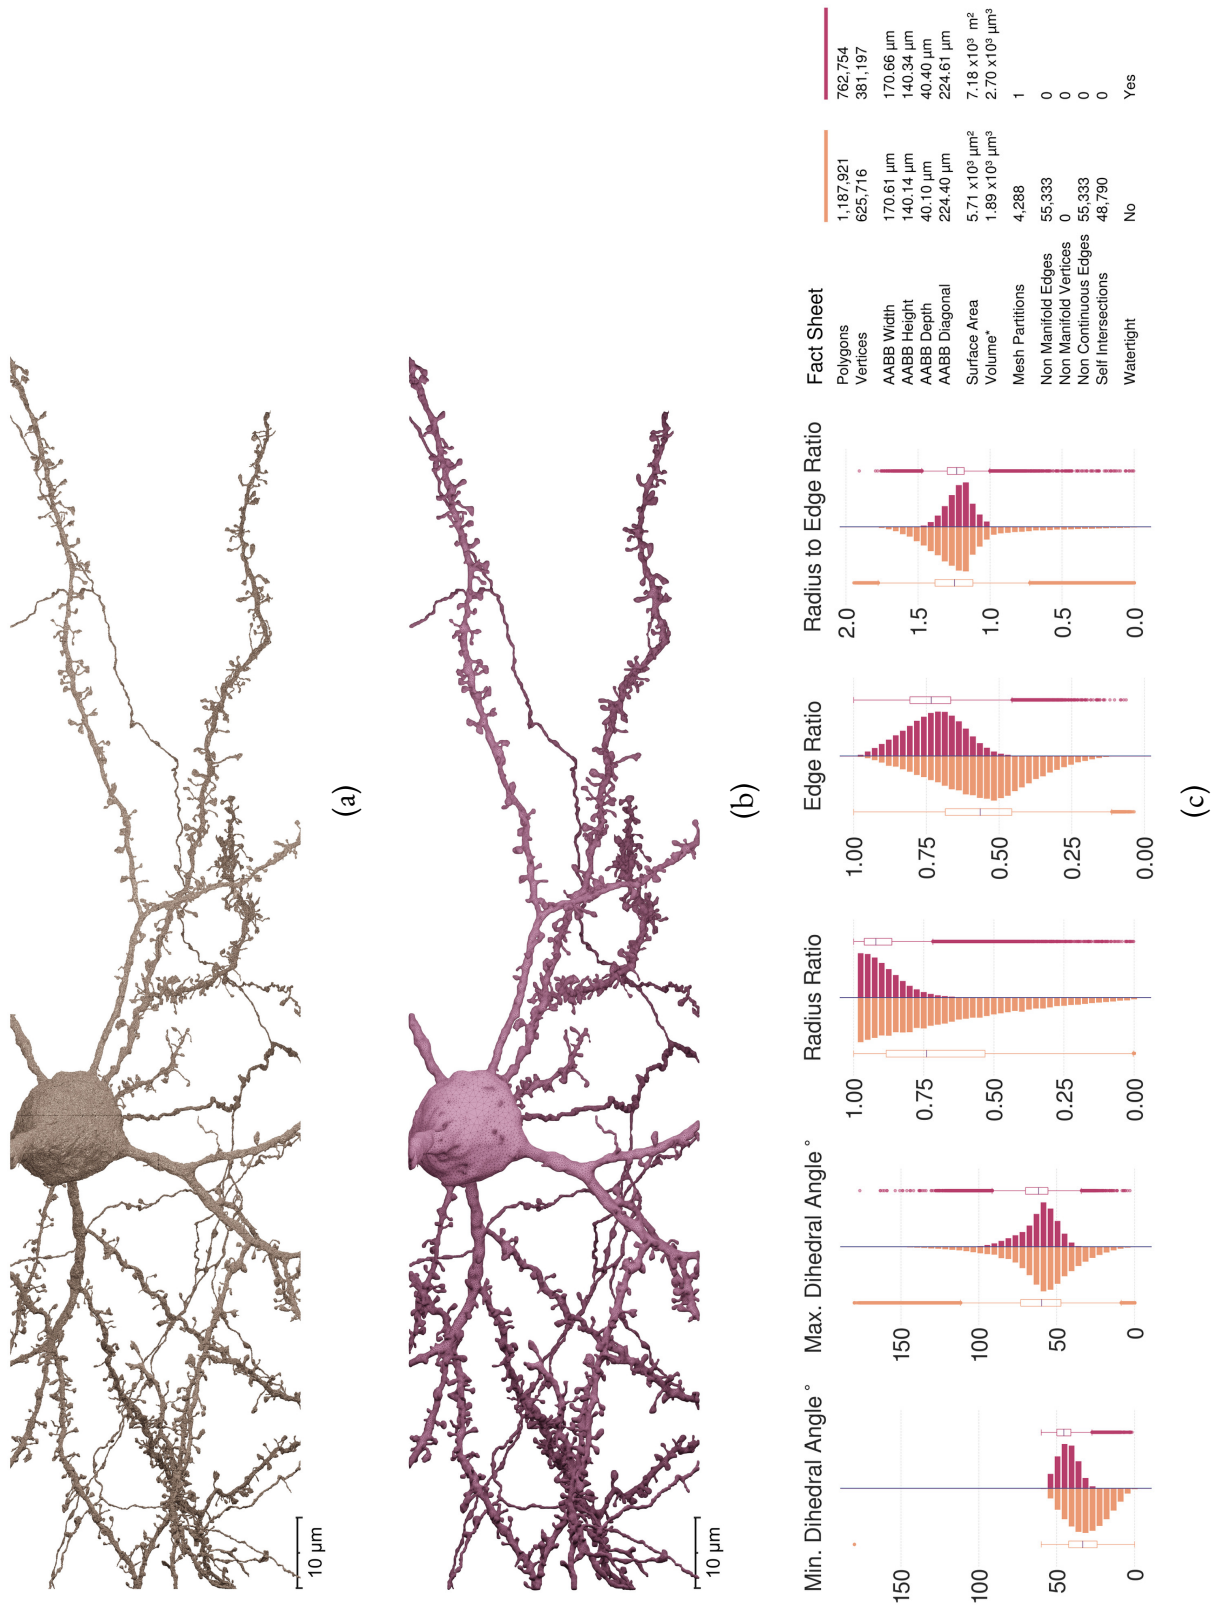 10 μm
(a)
10 μm
(b)
Min. Dihedral Angle °
150
100
50
0
Max. Dihedral Angle °
150
100
50
0
Radius Ratio
1.00
0.75
0.50
0.25
0.00
Edge Ratio
1.00
0.75
0.50
0.25
0.00
Radius to Edge Ratio
2.0
1.5
1.0
0.5
0.0
Fact Sheet
Polygons 1,187,921 762,754
Vertices 625,716 381,197
AABB Width 170.61 μm 170.66 μm
AABB Height 140.14 μm 140.34 μm
AABB Depth 40.10 μm 40.40 μm
AABB Diagonal 224.40 μm 224.61 μm
Surface Area 5.71 x10³ μm² 7.18 x10³ m²
Volume* 1.89 x10³ μm³ 2.70 x10³ μm³
Mesh Partitions 4,288 1
Non Manifold Edges 55,333 0
Non Manifold Vertices 0 0
Non Continuous Edges 55,333 0
Self Intersections 48,790 0
Watertight No Yes
(c)